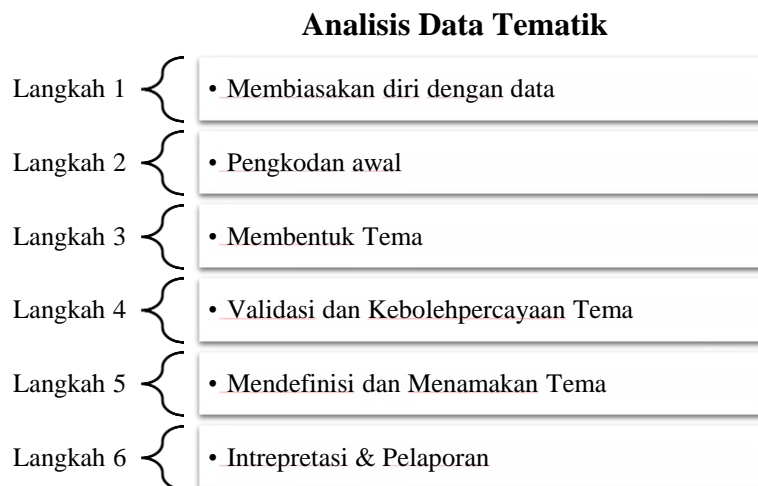 Analisis Data Tematik
Langkah 1
• Membiasakan diri dengan data
Langkah 2
• Pengkodan awal
Langkah 3
• Membentuk Tema
Langkah 4
• Validasi dan Kebolehpercayaan Tema
Langkah 5
• Mendefinisi dan Menamakan Tema
Langkah 6
• Intrepretasi & Pelaporan